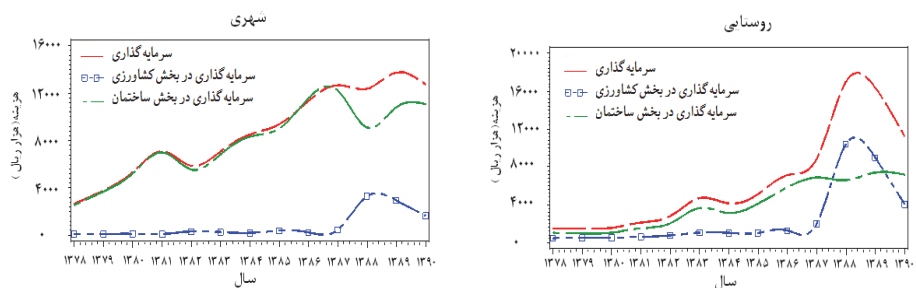 شهری
هزینه(هزار ریال)
۱۶۰۰۰
۱۲۰۰۰
۸۰۰۰
۴۰۰۰
۰
سرمایه گذاری
سرمایه گذاری در بخش کشاورزی
سرمایه گذاری در بخش ساختمان
۱۳۷۸ ۱۳۷۹ ۱۳۸۰ ۱۳۸۱ ۱۳۸۲ ۱۳۸۳ ۱۳۸۴ ۱۳۸۵ ۱۳۸۶ ۱۳۸۷ ۱۳۸۸ ۱۳۸۹ ۱۳۹۰
سال
روستایی
هزینه(هزار ریال)
۲۰۰۰۰
۱۶۰۰۰
۱۲۰۰۰
۸۰۰۰
۴۰۰۰
۰
سرمایه گذاری
سرمایه گذاری در بخش کشاورزی
سرمایه گذاری در بخش ساختمان
۱۳۷۸ ۱۳۷۹ ۱۳۸۰ ۱۳۸۱ ۱۳۸۲ ۱۳۸۳ ۱۳۸۴ ۱۳۸۵ ۱۳۸۶ ۱۳۸۷ ۱۳۸۸ ۱۳۸۹ ۱۳۹۰
سال